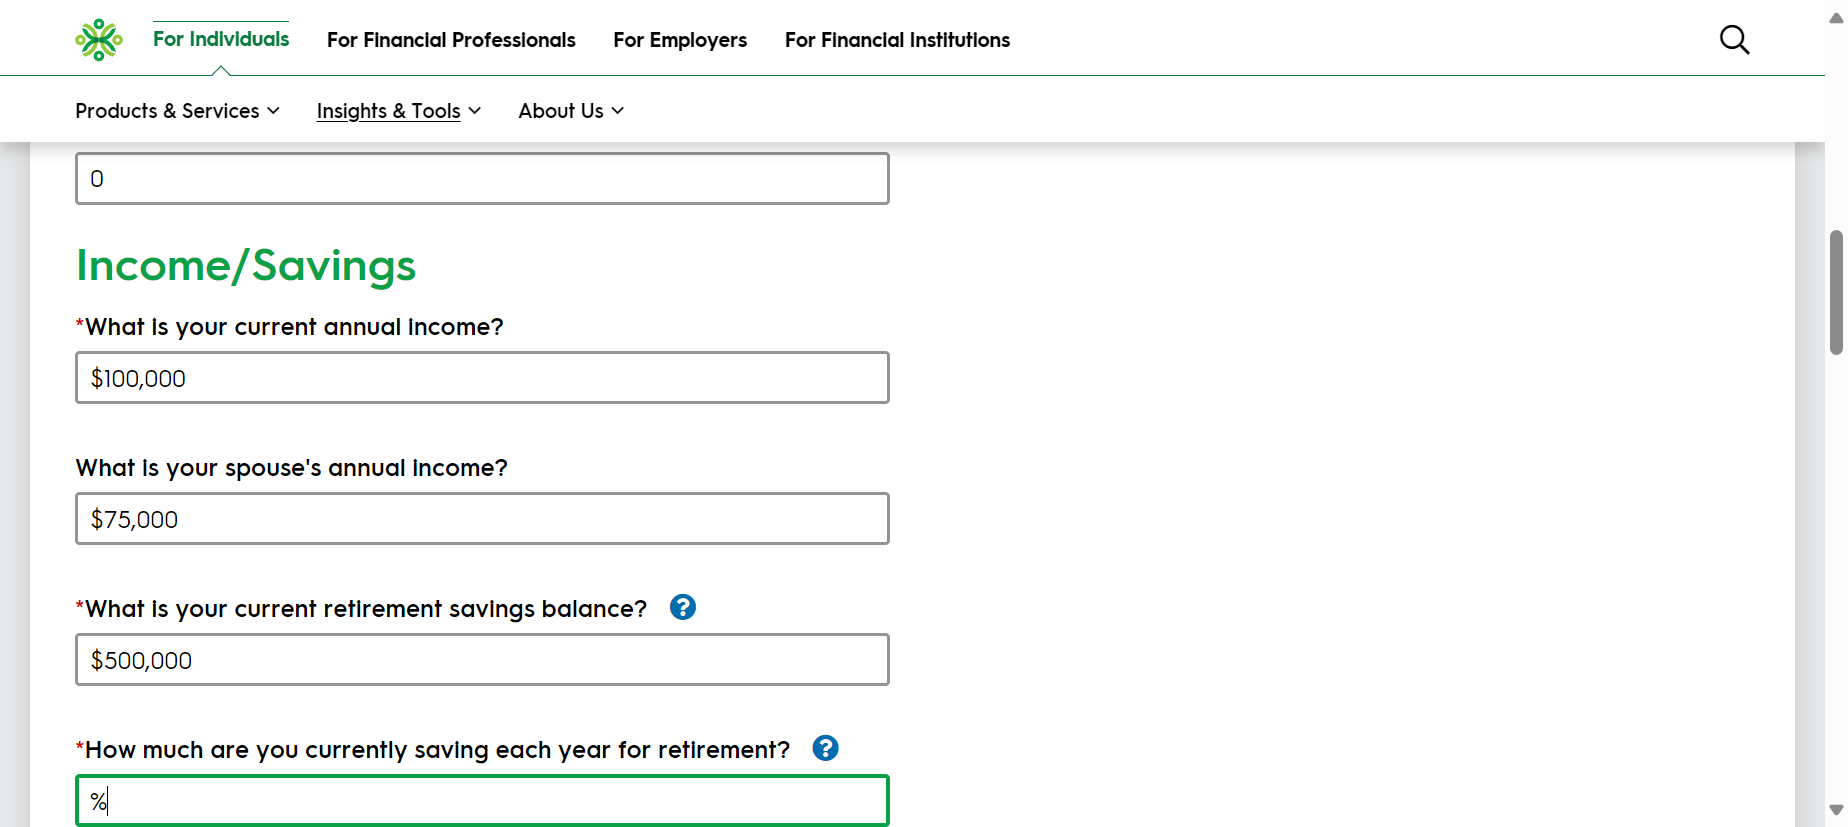 For Individuals For Financial Professionals For Employers For Financial Institutions
Products & Services Insights & Tools About Us
0
Income/Savings
*What is your current annual income?
$100,000
What is your spouse's annual income?
$75,000
*What is your current retirement savings balance? ?
$500,000
*How much are you currently saving each year for retirement? ?
%